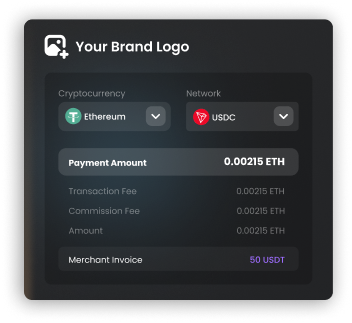 Your Brand Logo
Cryptocurrency Network
Ethereum USDC
Payment Amount 0.00215 ETH
Transaction Fee 0.00215 ETH
Commission Fee 0.00215 ETH
Amount 0.00215 ETH
Merchant Invoice 50 USDT